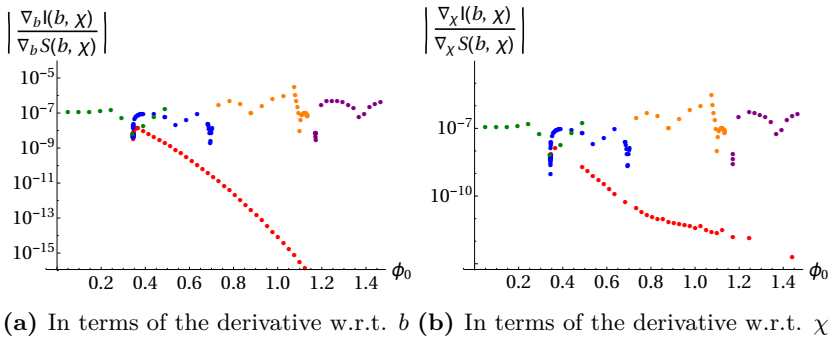 | ∇_b I(b, χ) / ∇_b S(b, χ) |
10^-5
10^-7
10^-9
10^-11
10^-13
10^-15
0.2 0.4 0.6 0.8 1.0 1.2 1.4 ϕ_0
(a) In terms of the derivative w.r.t. b
| ∇_χ I(b, χ) / ∇_χ S(b, χ) |
10^-7
10^-10
0.2 0.4 0.6 0.8 1.0 1.2 1.4 ϕ_0
(b) In terms of the derivative w.r.t. χ